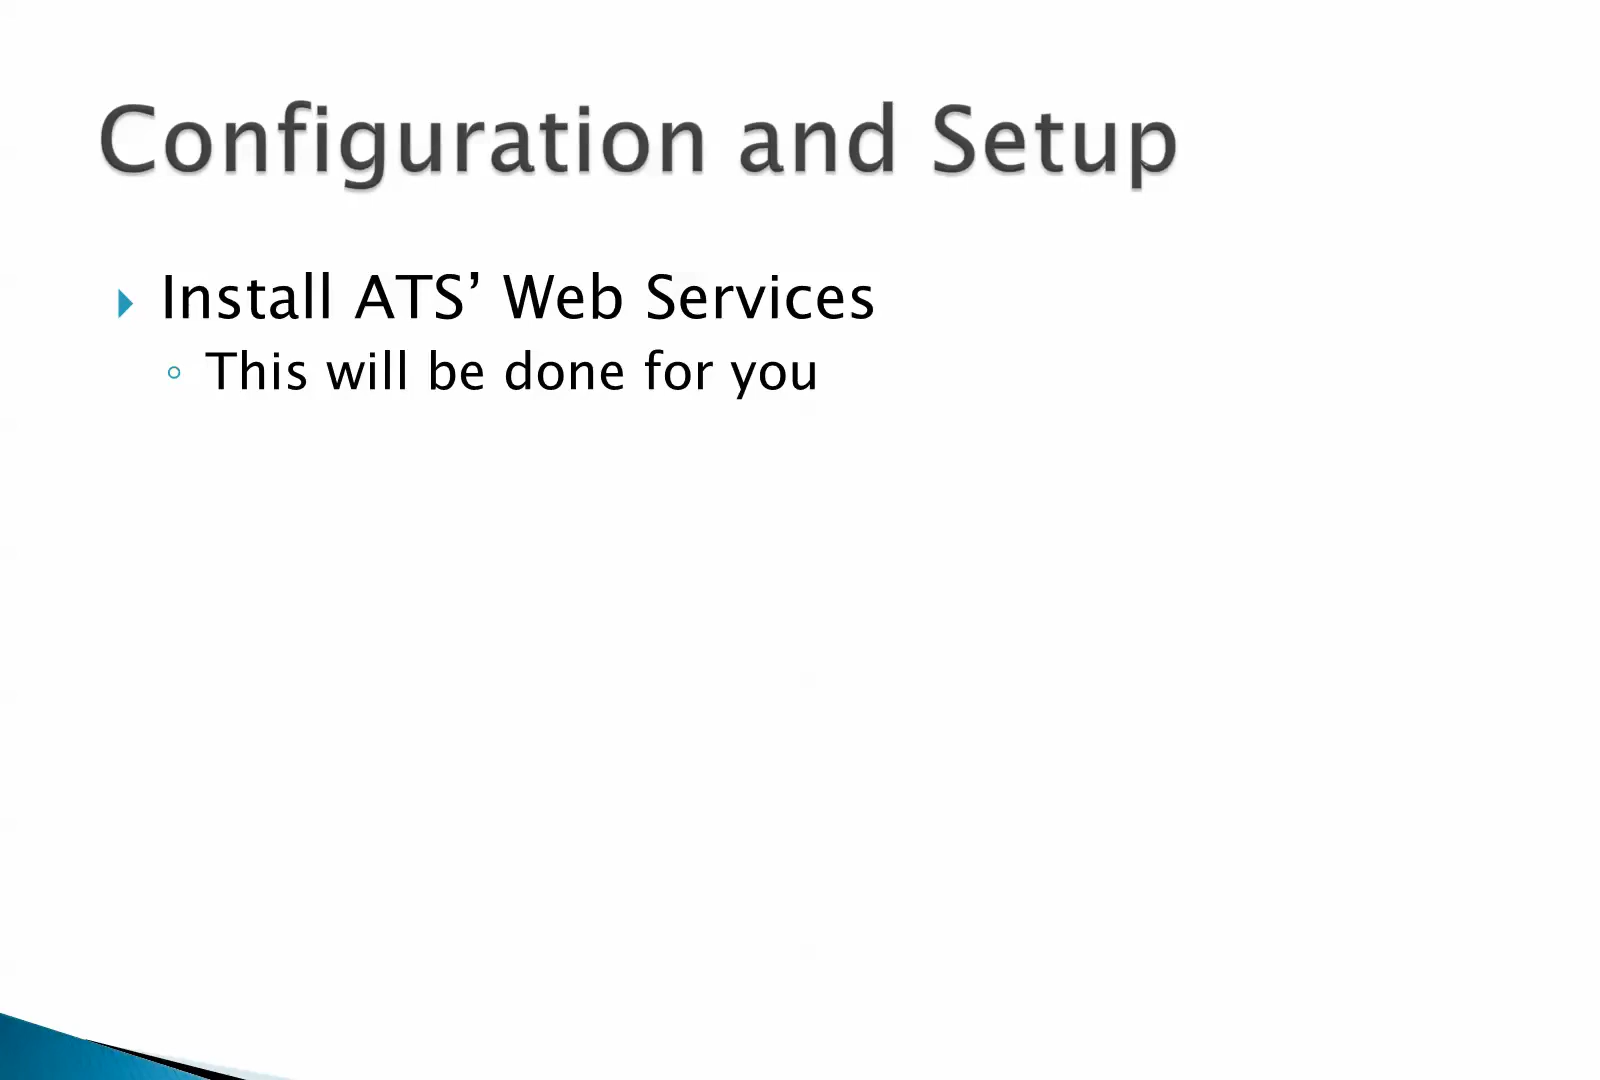 Configuration and Setup
Install ATS’ Web Services
This will be done for you